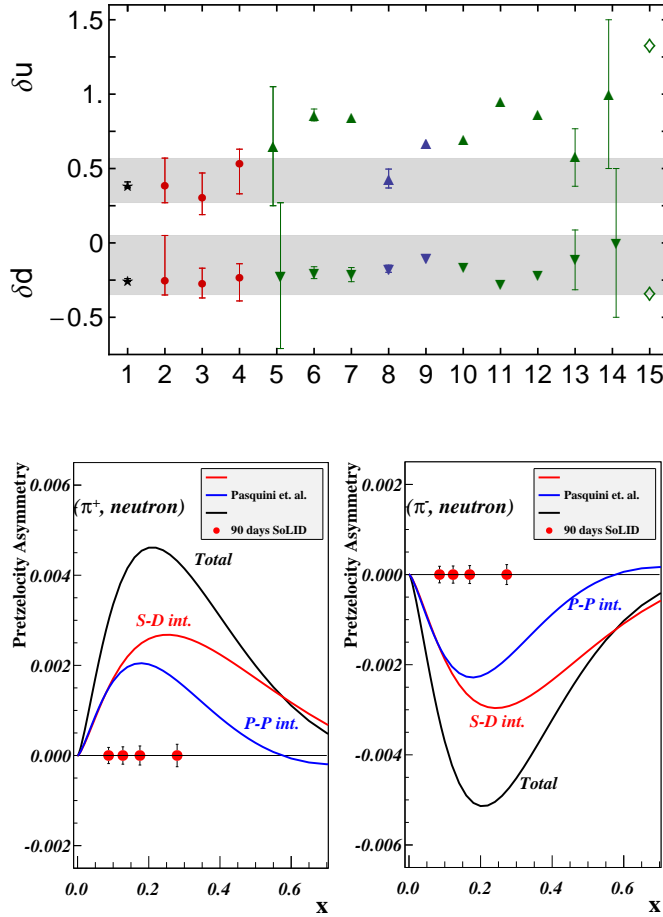 δu
δd
1.5
1.
0.5
0
−0.5
1 2 3 4 5 6 7 8 9 10 11 12 13 14 15
Pretzelocity Asymmetry
0.006
0.004
0.002
0.000
-0.002
(π+, neutron)
Pasquini et. al.
90 days SoLID
Total
S-D int.
P-P int.
0.0 0.2 0.4 0.6
x
Pretzelocity Asymmetry
0.002
0.000
-0.002
-0.004
-0.006
(π-, neutron)
Pasquini et. al.
90 days SoLID
P-P int.
S-D int.
Total
0.0 0.2 0.4 0.6
x